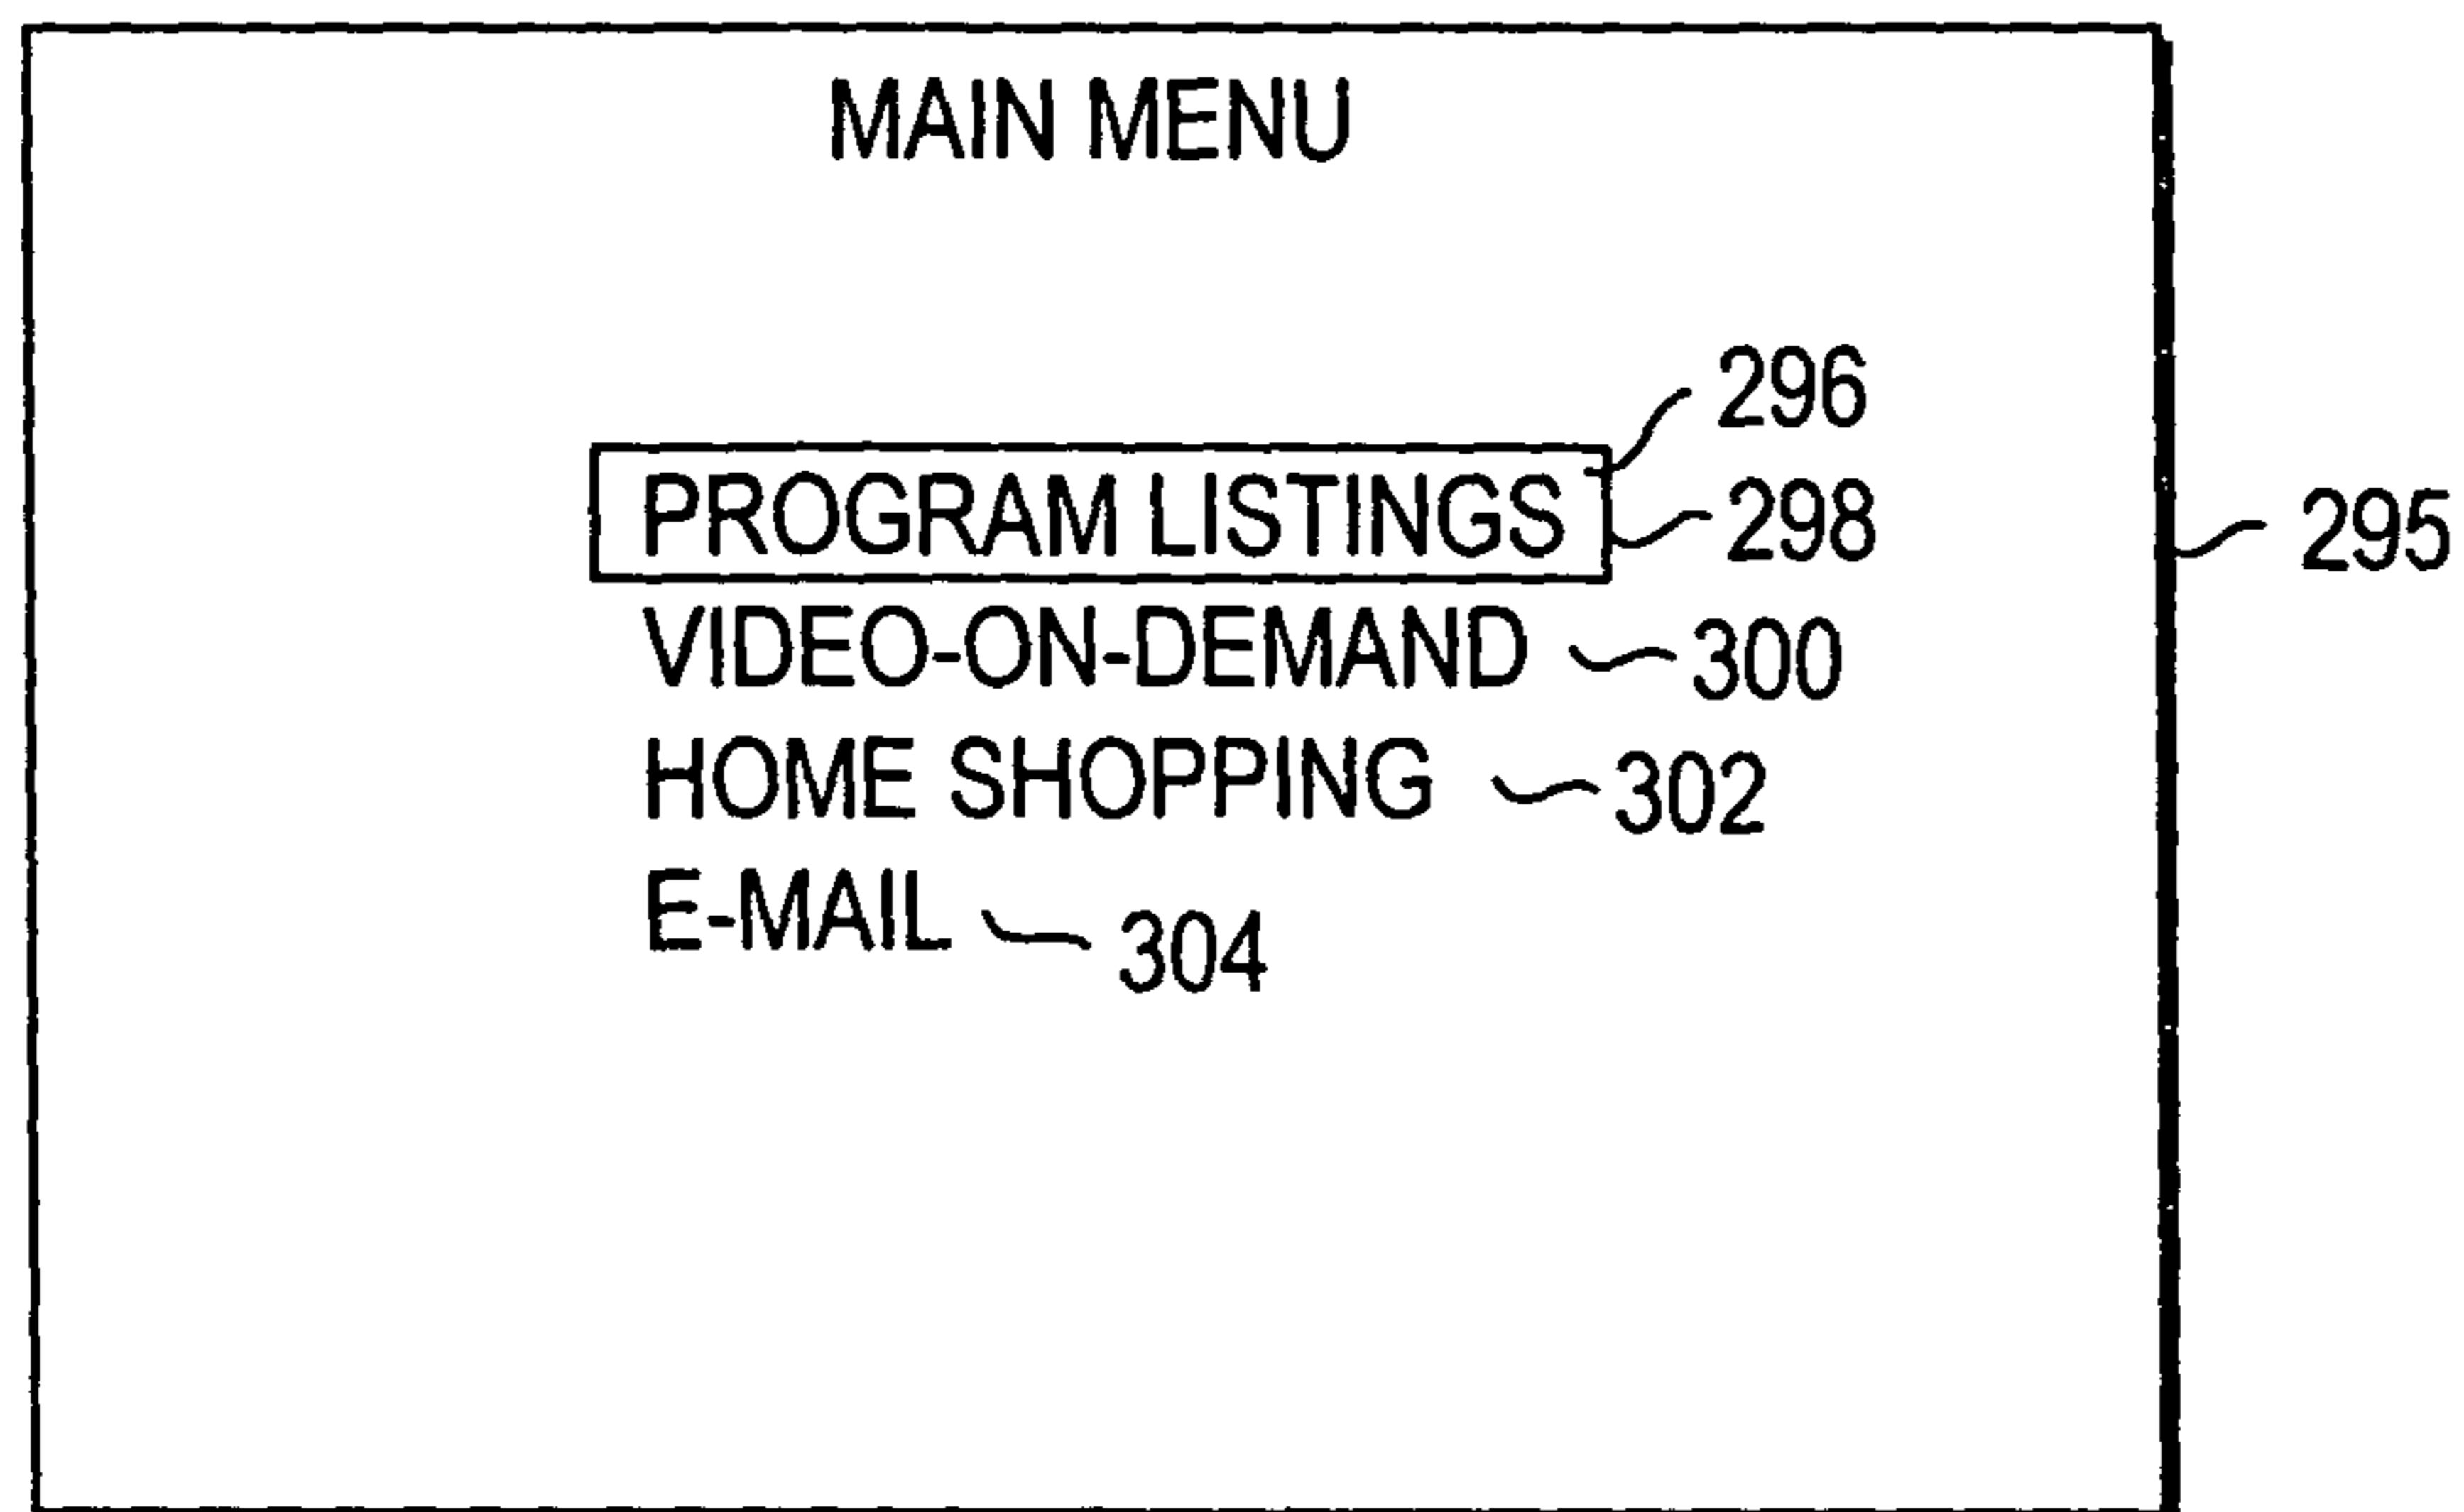 MAIN MENU
296
PROGRAM LISTINGS 298
295
VIDEO-ON-DEMAND 300
HOME SHOPPING 302
E-MAIL 304